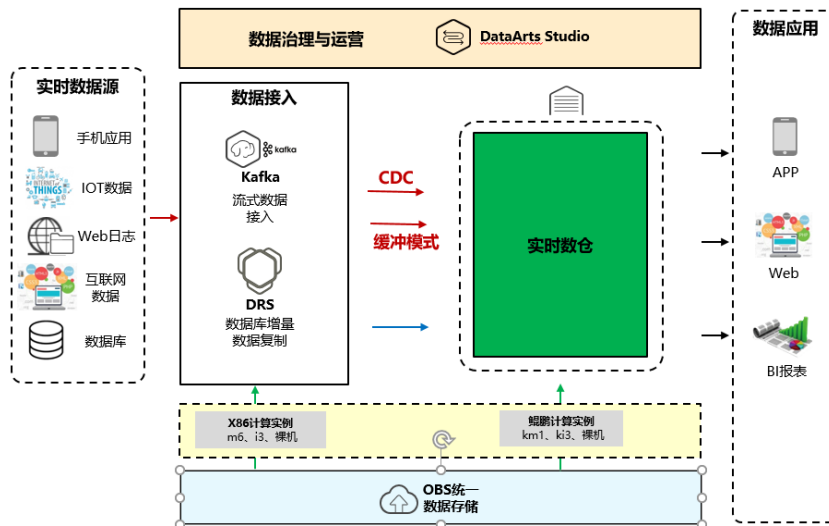 数据治理与运营
DataArts Studio
数据应用
实时数据源
手机应用
IOT数据
INTERNET
THINGS
Web日志
互联网
数据
数据库
数据接入
kafka
Kafka
流式数据
接入
DRS
数据库增量
数据复制
CDC
缓冲模式
实时数仓
APP
Web
BI报表
X86计算实例
m6、i3、裸机
鲲鹏计算实例
km1、ki3、裸机
OBS统一
数据存储